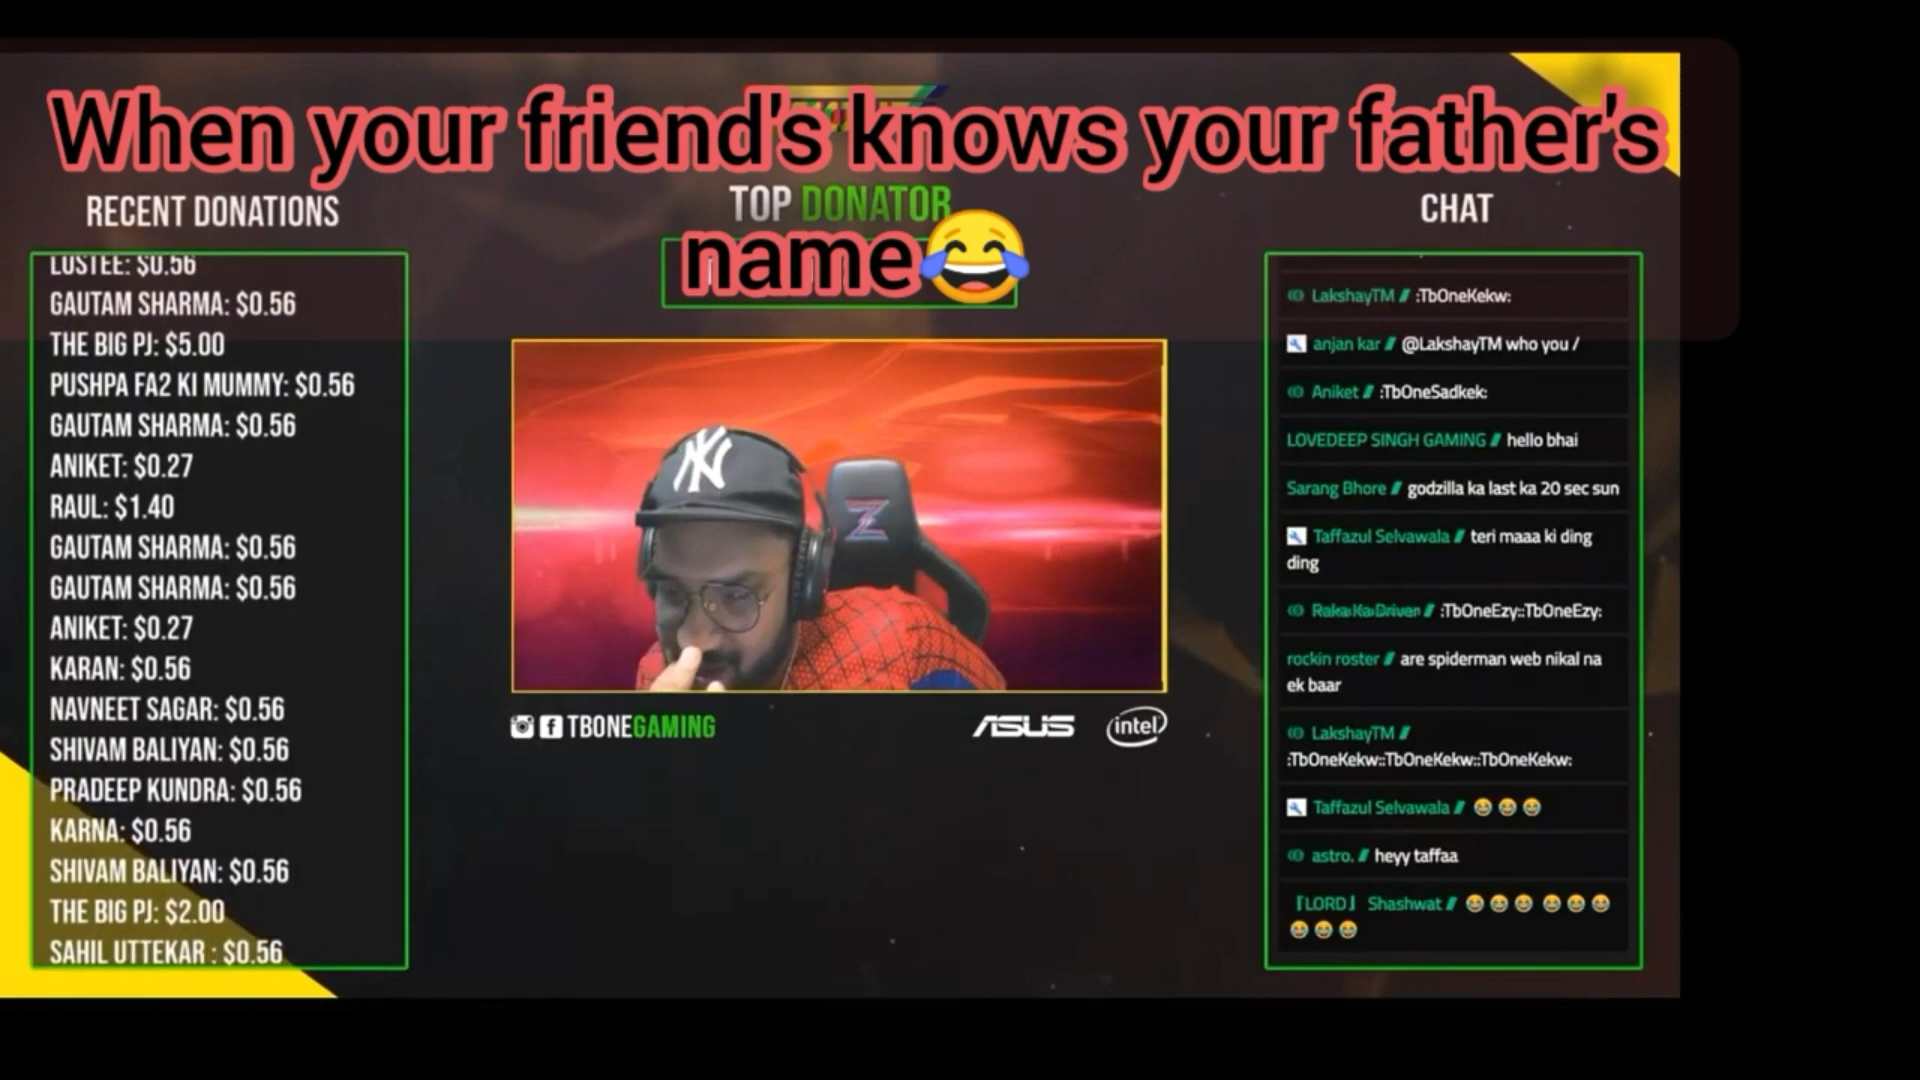 When your friend's knows your father's
name😂
RECENT DONATIONS
LOSTEE: $0.56
GAUTAM SHARMA: $0.56
THE BIG PJ: $5.00
PUSHPA FA2 KI MUMMY: $0.56
GAUTAM SHARMA: $0.56
ANIKET: $0.27
RAUL: $1.40
GAUTAM SHARMA: $0.56
GAUTAM SHARMA: $0.56
ANIKET: $0.27
KARAN: $0.56
NAVNEET SAGAR: $0.56
SHIVAM BALIYAN: $0.56
PRADEEP KUNDRA: $0.56
KARNA: $0.56
SHIVAM BALIYAN: $0.56
THE BIG PJ: $2.00
SAHIL UTTEKAR : $0.56
TOP DONATOR
NY
Z
TBONEGAMING
ASUS
intel
CHAT
LakshayTM // :TbOneKekw:
anjan kar // @LakshayTM who you /
Aniket // :TbOneSadkek:
LOVEDEEP SINGH GAMING // hello bhai
Sarang Bhore // godzilla ka last ka 20 sec sun
Taffazul Selvawala // teri maaa ki ding
ding
Raka Ka Driver // :TbOneEzy::TbOneEzy:
rockin roster // are spiderman web nikal na
ek baar
LakshayTM //
:TbOneKekw::TbOneKekw::TbOneKekw:
Taffazul Selvawala // 😂 😂 😂
astro. // heyy taffaa
『LORD』 Shashwat // 😂 😂 😂 😂 😂 😂
😂 😂 😂